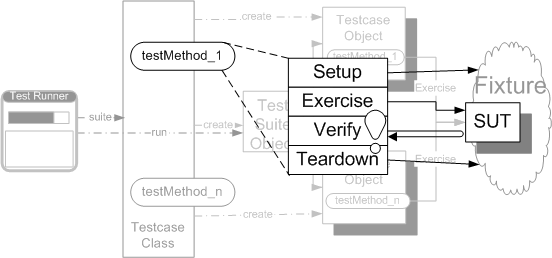 create
Testcase
Object
testMethod_1
testMethod_1
Setup
Exercise
Fixture
Test Runner
Exercise
suite
create
Test
Suite
Object
SUT
run
Verify
Exercise
Teardown
Object
testMethod_n
testMethod_n
create
Testcase
Class